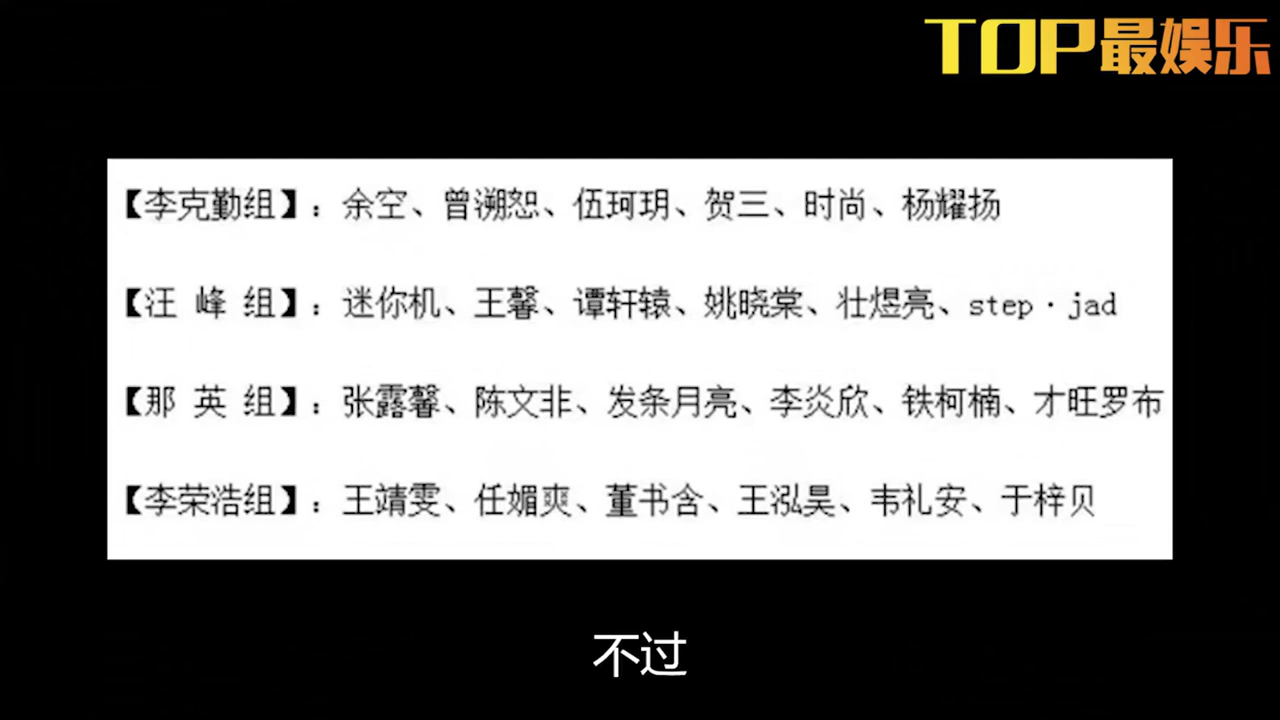 TOP最娱乐
【李克勤组】：余空、曾溯恕、伍珂玥、贺三、时尚、杨耀扬
【汪 峰 组】：迷你机、王馨、谭轩辕、姚晓棠、壮煜亮、step·jad
【那 英 组】：张露馨、陈文非、发条月亮、李炎欣、铁柯楠、才旺罗布
【李荣浩组】：王靖雯、任媚爽、董书含、王泓昊、韦礼安、于梓贝
不过